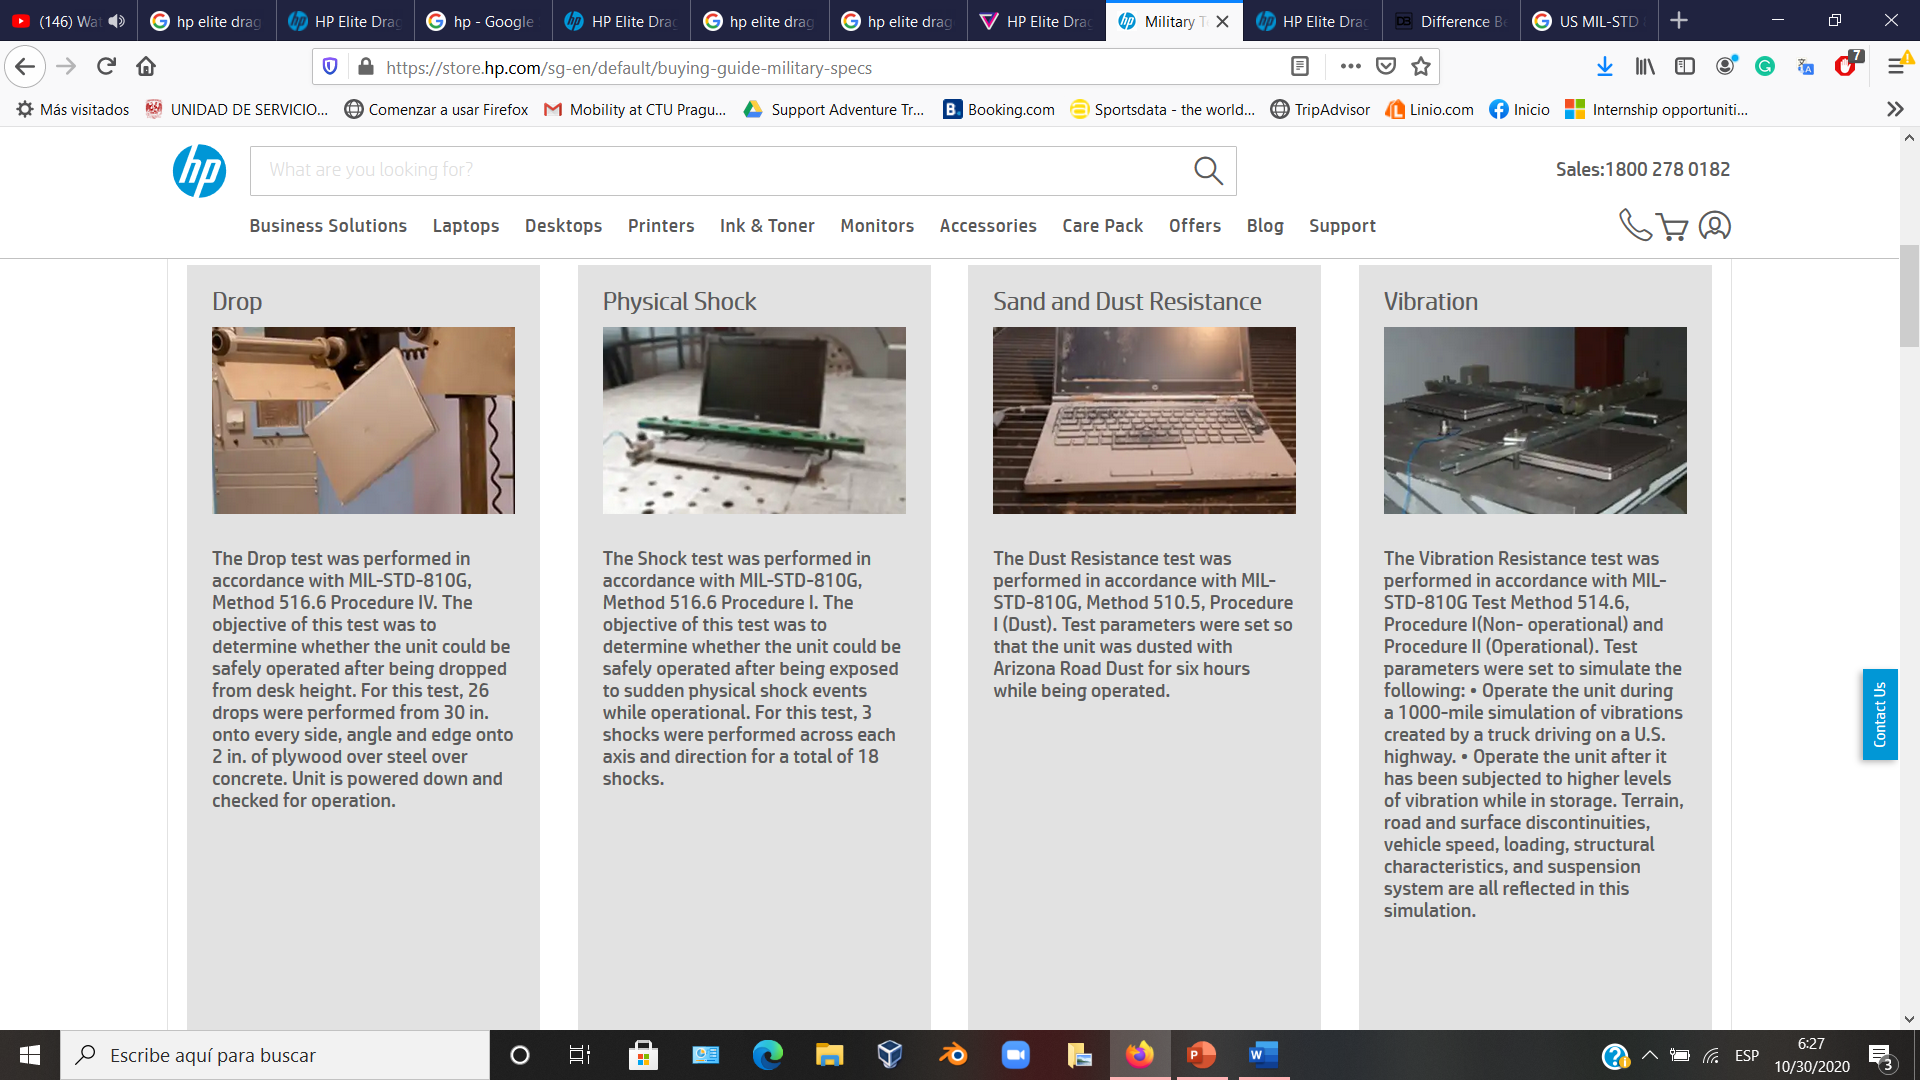 (146) Wat
hp elite drag
HP Elite Drag
hp - Google
HP Elite Drag
hp elite drag
hp elite drag
HP Elite Drag
Military T
HP Elite Drag
Difference Be
US MIL-STD
https://store.hp.com/sg-en/default/buying-guide-military-specs
7
Más visitados
UNIDAD DE SERVICIO...
Comenzar a usar Firefox
Mobility at CTU Pragu...
Support Adventure Tr...
Booking.com
Sportsdata - the world...
TripAdvisor
Linio.com
Inicio
Internship opportuniti...
hp
What are you looking for?
Sales:1800 278 0182
Business Solutions
Laptops
Desktops
Printers
Ink & Toner
Monitors
Accessories
Care Pack
Offers
Blog
Support
Drop
The Drop test was performed in
accordance with MIL-STD-810G,
Method 516.6 Procedure IV. The
objective of this test was to
determine whether the unit could be
safely operated after being dropped
from desk height. For this test, 26
drops were performed from 30 in.
onto every side, angle and edge onto
2 in. of plywood over steel over
concrete. Unit is powered down and
checked for operation.
Physical Shock
The Shock test was performed in
accordance with MIL-STD-810G,
Method 516.6 Procedure I. The
objective of this test was to
determine whether the unit could be
safely operated after being exposed
to sudden physical shock events
while operational. For this test, 3
shocks were performed across each
axis and direction for a total of 18
shocks.
Sand and Dust Resistance
The Dust Resistance test was
performed in accordance with MIL-
STD-810G, Method 510.5, Procedure
I (Dust). Test parameters were set so
that the unit was dusted with
Arizona Road Dust for six hours
while being operated.
Vibration
The Vibration Resistance test was
performed in accordance with MIL-
STD-810G Test Method 514.6,
Procedure I(Non- operational) and
Procedure II (Operational). Test
parameters were set to simulate the
following: • Operate the unit during
a 1000-mile simulation of vibrations
created by a truck driving on a U.S.
highway. • Operate the unit after it
has been subjected to higher levels
of vibration while in storage. Terrain,
road and surface discontinuities,
vehicle speed, loading, structural
characteristics, and suspension
system are all reflected in this
simulation.
Contact Us
Escribe aquí para buscar
ESP
6:27
10/30/2020
3